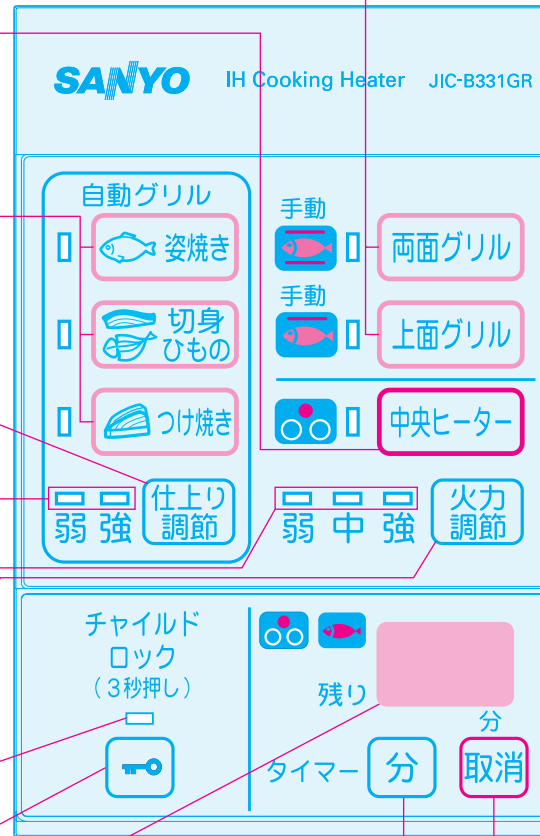 SANYO IH Cooking Heater JIC-B331GR
自動グリル
姿焼き
切身
ひもの
つけ焼き
弱 強
仕上り
調節
手動
両面グリル
手動
上面グリル
中央ヒーター
弱 中 強
火力
調節
チャイルド
ロック
(3秒押し)
残り
分
タイマー 分 取消